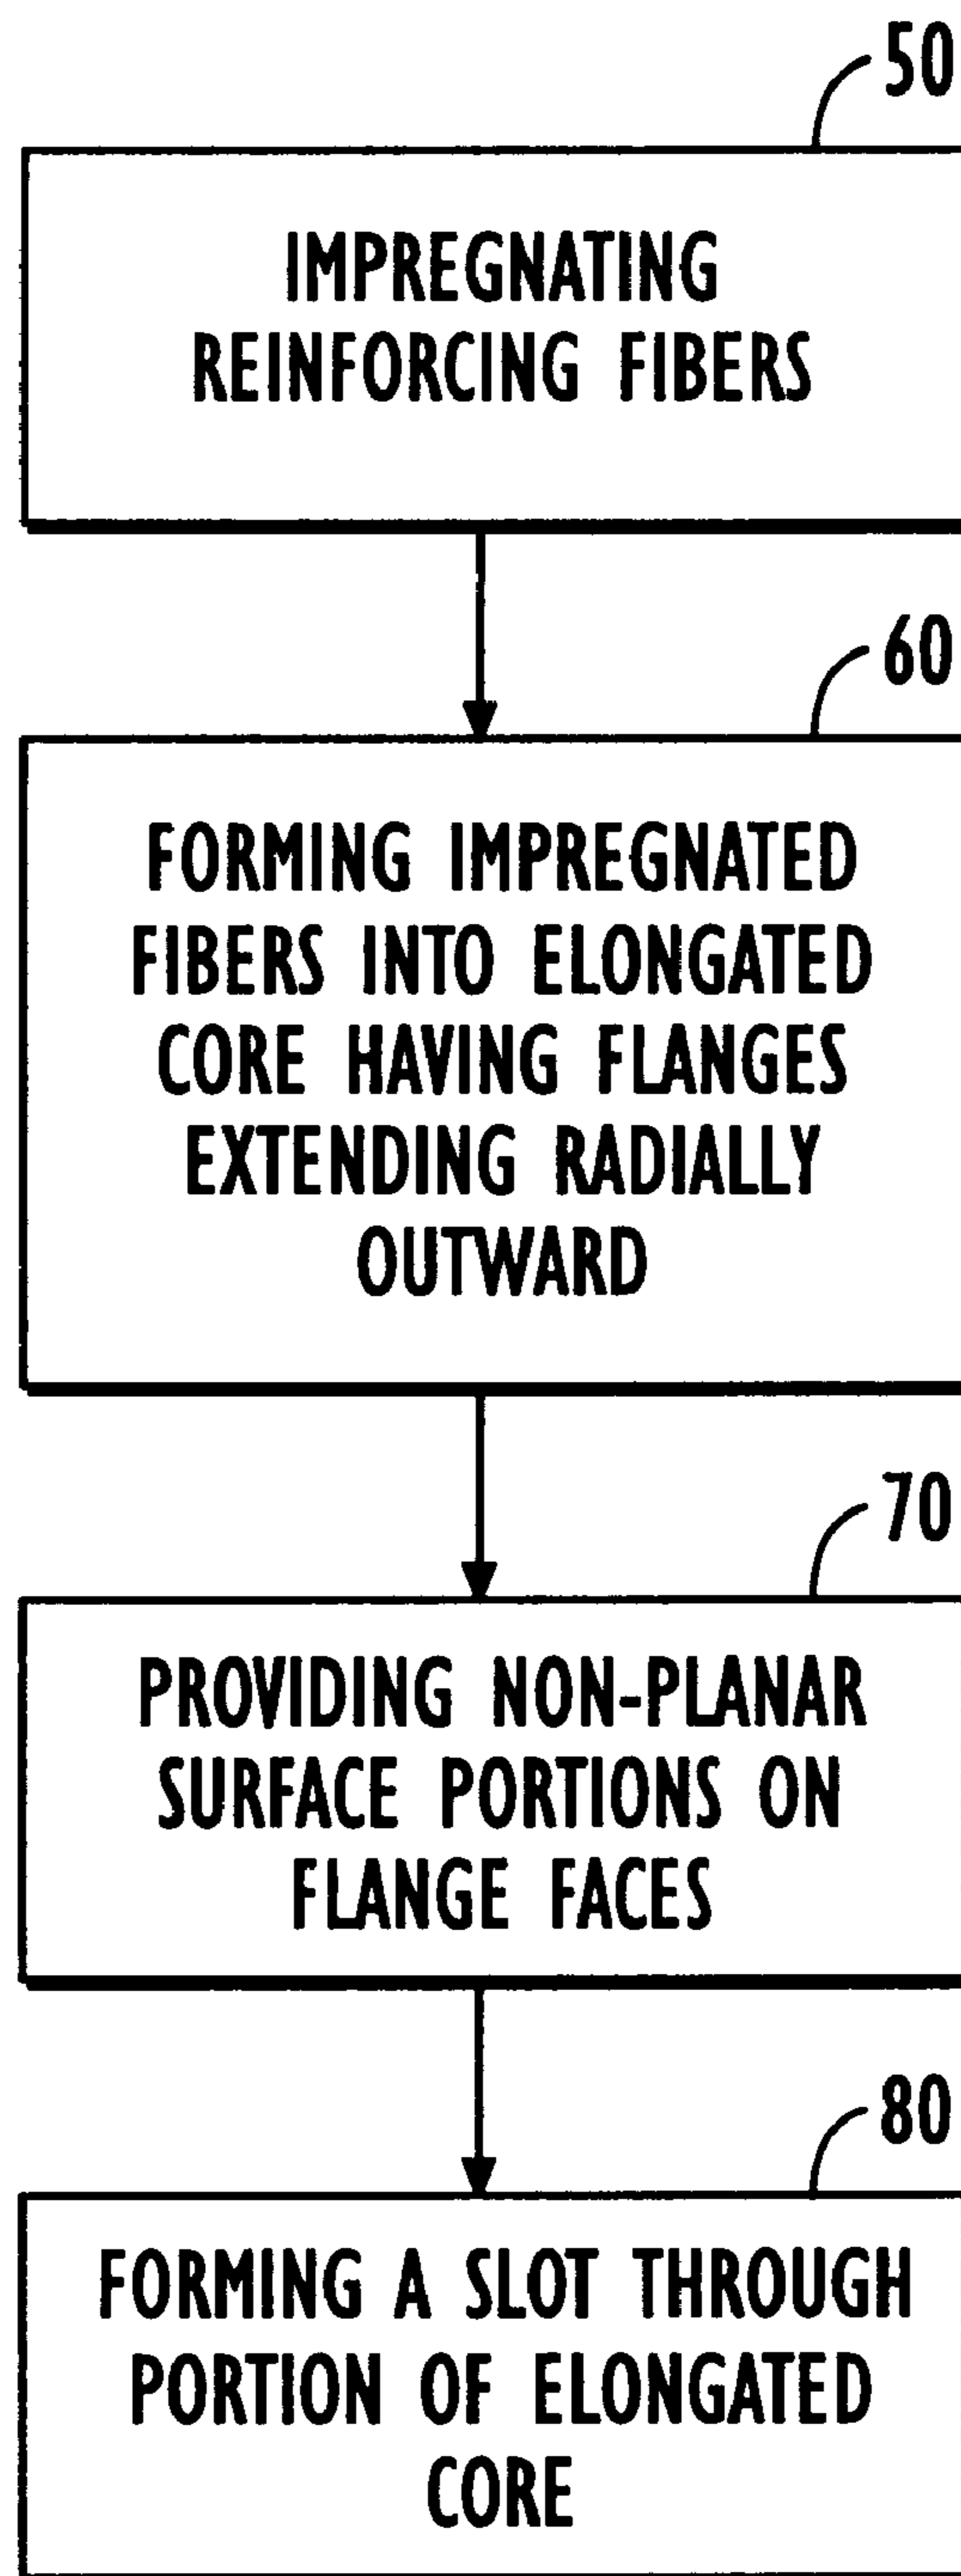 50
IMPREGNATING
REINFORCING FIBERS
60
FORMING IMPREGNATED
FIBERS INTO ELONGATED
CORE HAVING FLANGES
EXTENDING RADIALLY
OUTWARD
70
PROVIDING NON-PLANAR
SURFACE PORTIONS ON
FLANGE FACES
80
FORMING A SLOT THROUGH
PORTION OF ELONGATED
CORE